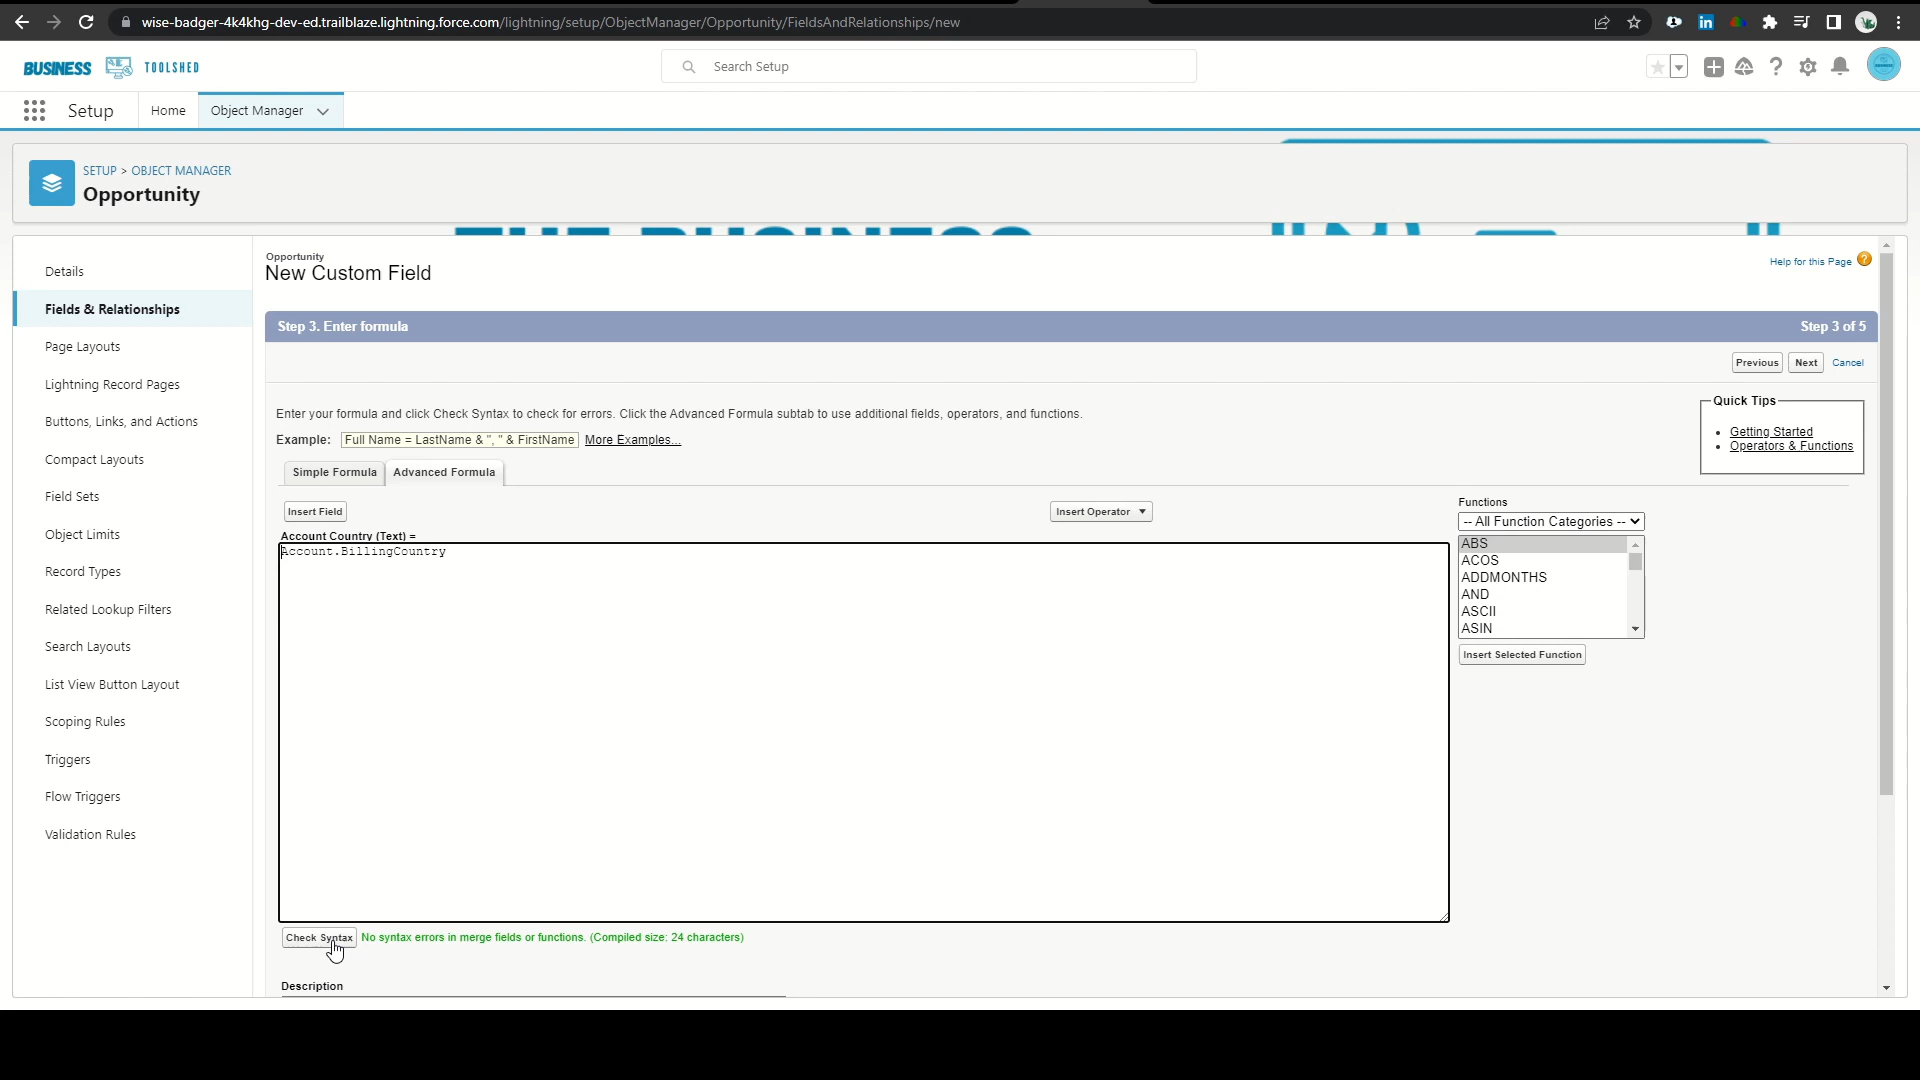 wise-badger-4k4khg-dev-ed.trailblaze.lightning.force.com/lightning/setup/ObjectManager/Opportunity/FieldsAndRelationships/new
BUSINESS TOOLSHED
Search Setup
Setup Home Object Manager
SETUP > OBJECT MANAGER
Opportunity
Details
Fields & Relationships
Page Layouts
Lightning Record Pages
Buttons, Links, and Actions
Compact Layouts
Field Sets
Object Limits
Record Types
Related Lookup Filters
Search Layouts
List View Button Layout
Scoping Rules
Triggers
Flow Triggers
Validation Rules
Opportunity
New Custom Field
Help for this Page
Step 3. Enter formula
Step 3 of 5
Previous Next Cancel
Enter your formula and click Check Syntax to check for errors. Click the Advanced Formula subtab to use additional fields, operators, and functions.
Example: Full Name = LastName & ", " & FirstName More Examples...
Quick Tips
Getting Started
Operators & Functions
Simple Formula Advanced Formula
Insert Field
Insert Operator
Account Country (Text) =
Account.BillingCountry
Functions
-- All Function Categories --
ABS
ACOS
ADDMONTHS
AND
ASCII
ASIN
Insert Selected Function
Check Syntax No syntax errors in merge fields or functions. (Compiled size: 24 characters)
Description